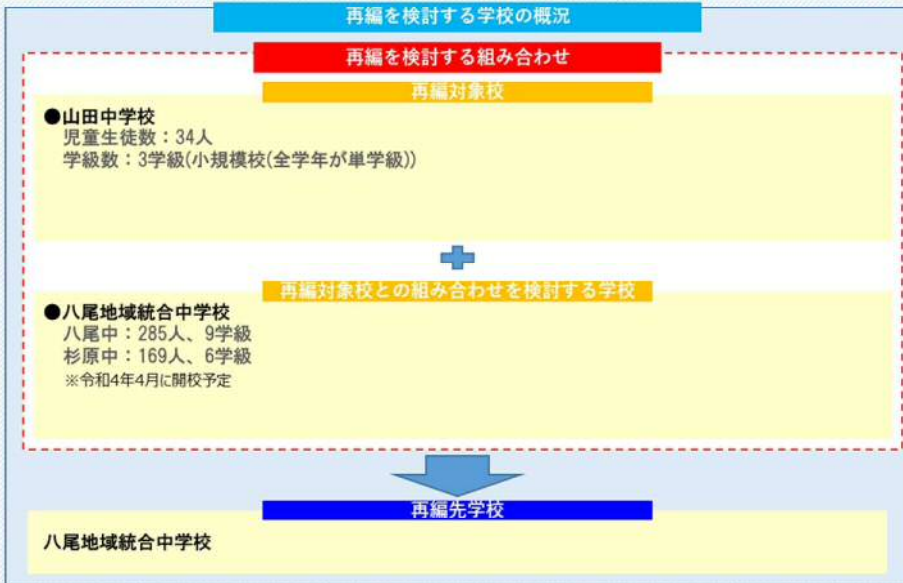 再編を検討する学校の概況
再編を検討する組み合わせ
再編対象校
●山田中学校
児童生徒数：34人
学級数：3学級(小規模校(全学年が単学級))
再編対象校との組み合わせを検討する学校
●八尾地域統合中学校
八尾中：285人、9学級
杉原中：169人、6学級
※令和4年4月に開校予定
再編先学校
八尾地域統合中学校